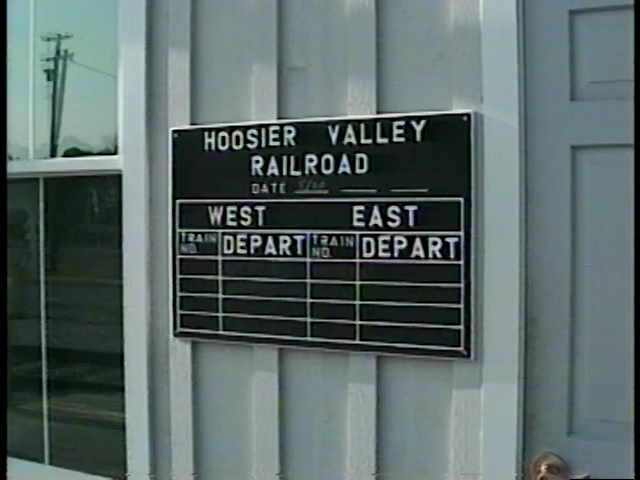 HOOSIER VALLEY
RAILROAD
DATE
WEST EAST
TRAIN NO. DEPART TRAIN NO. DEPART